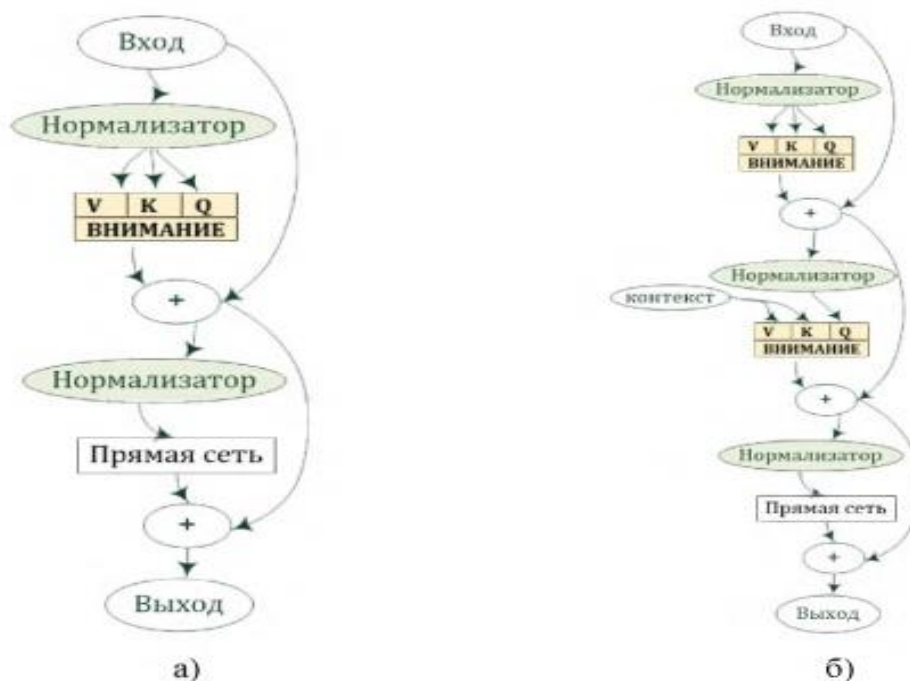 Вход
Нормализатор
V K Q
ВНИМАНИЕ
+
Нормализатор
Прямая сеть
+
Выход
а)
Вход
Нормализатор
V K Q
ВНИМАНИЕ
+
Нормализатор
контекст
V K Q
ВНИМАНИЕ
+
Нормализатор
Прямая сеть
+
Выход
б)